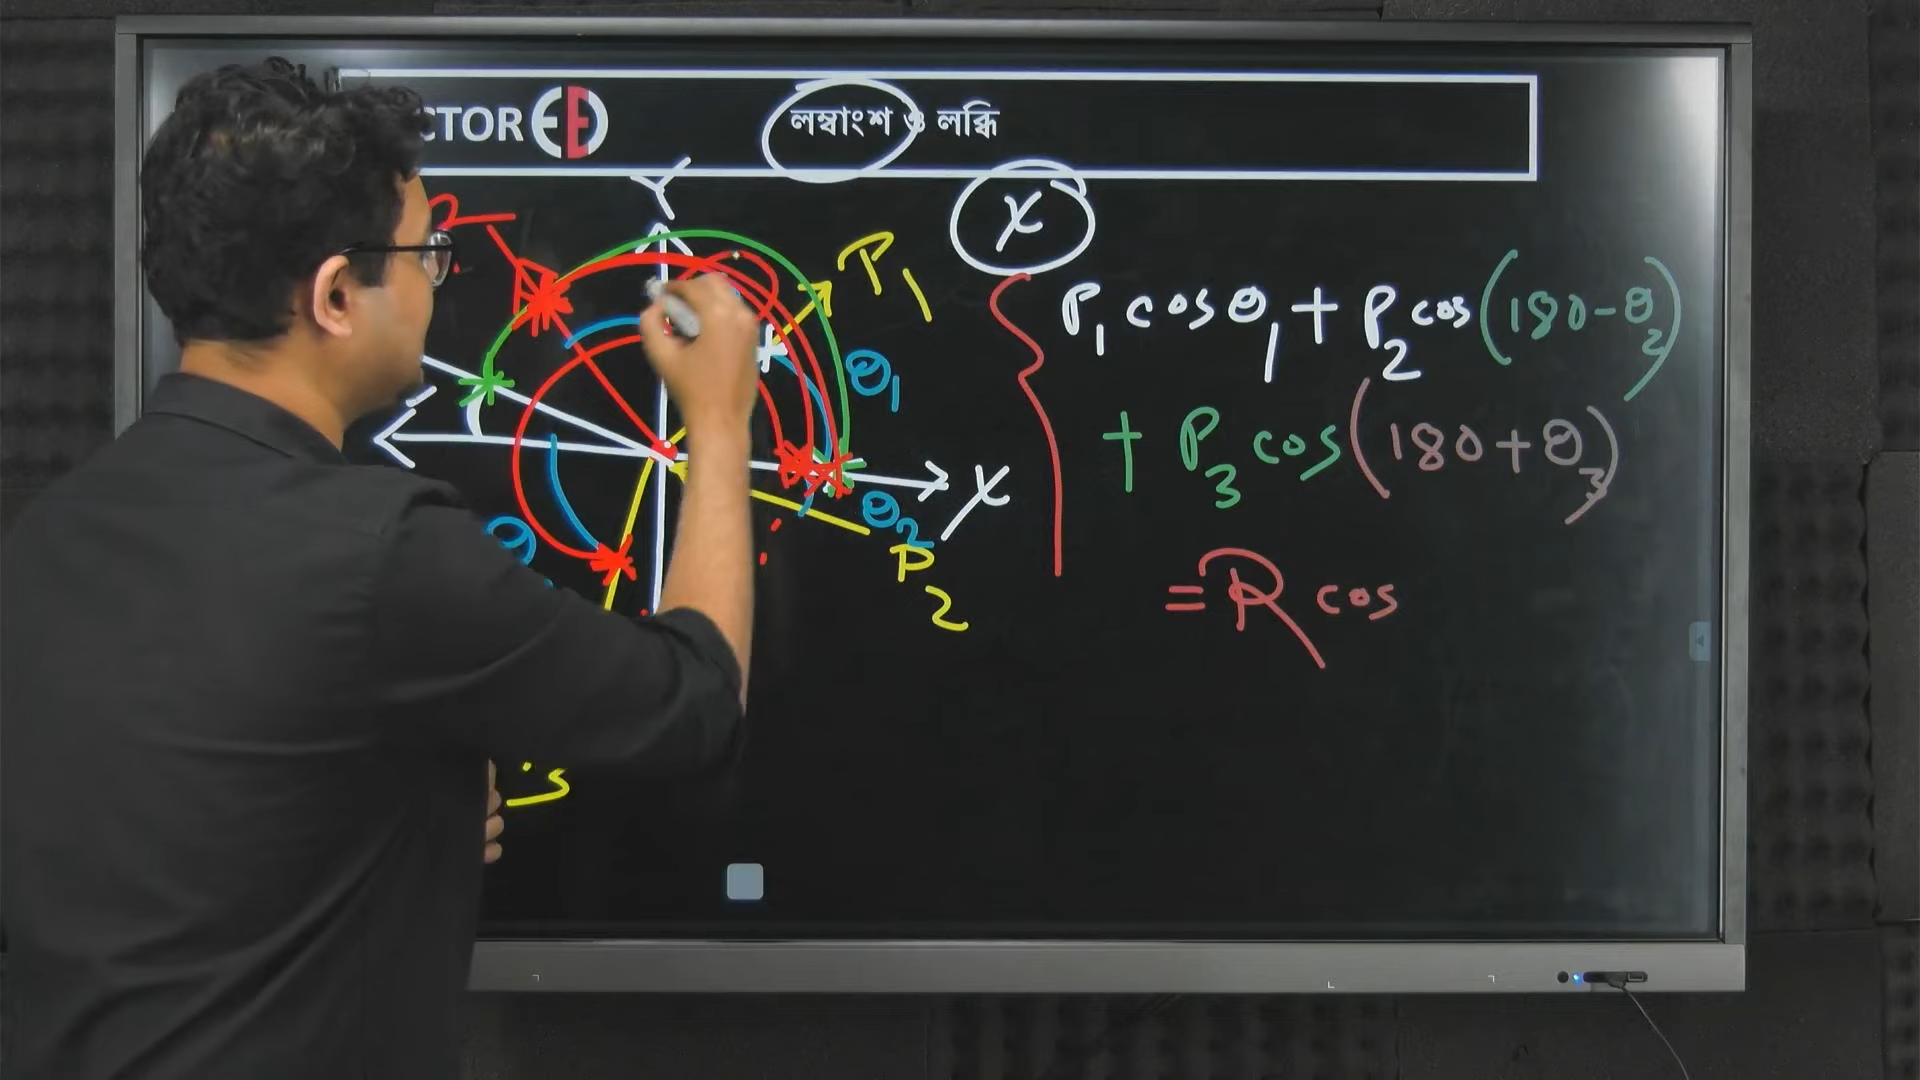 CTOR লম্বাংশ ও লব্ধি
Y
X
P₁
P₁ cos θ₁ + P₂ cos (180 - θ₂)
θ₁
+ P₃ cos (180 + θ₃)
X
θ₂
θ
P₂
= R cos